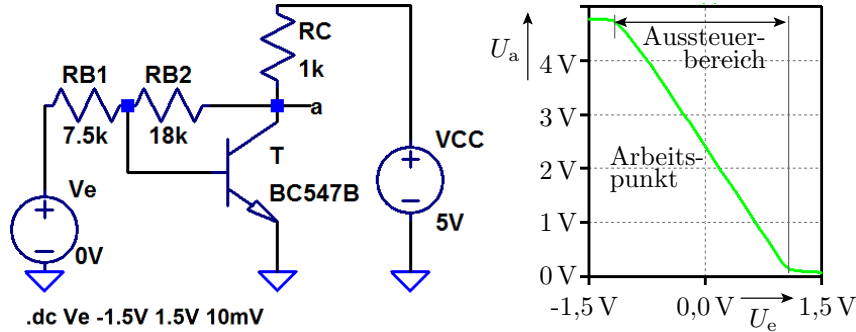 RC
1k
RB1
RB2
7.5k
18k
a
T
VCC
Ve
BC547B
5V
0V
.dc Ve -1.5V 1.5V 10mV
Ua
Aussteuer-
bereich
4 V
3 V
Arbeits-
punkt
2 V
1 V
0 V
-1,5 V
0,0 V
1,5 V
Ue